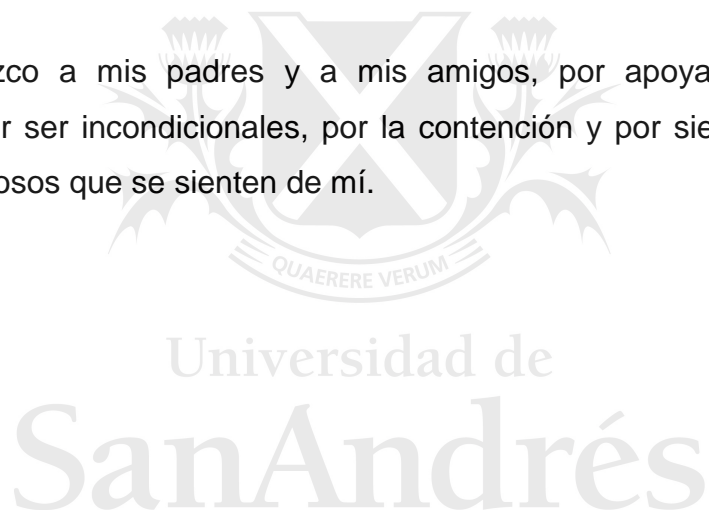 zco a mis padres y a mis amigos, por apoya
r ser incondicionales, por la contención y por sie
osos que se sienten de mí.
QUAERERE VERUM
Universidad de
SanAndrés